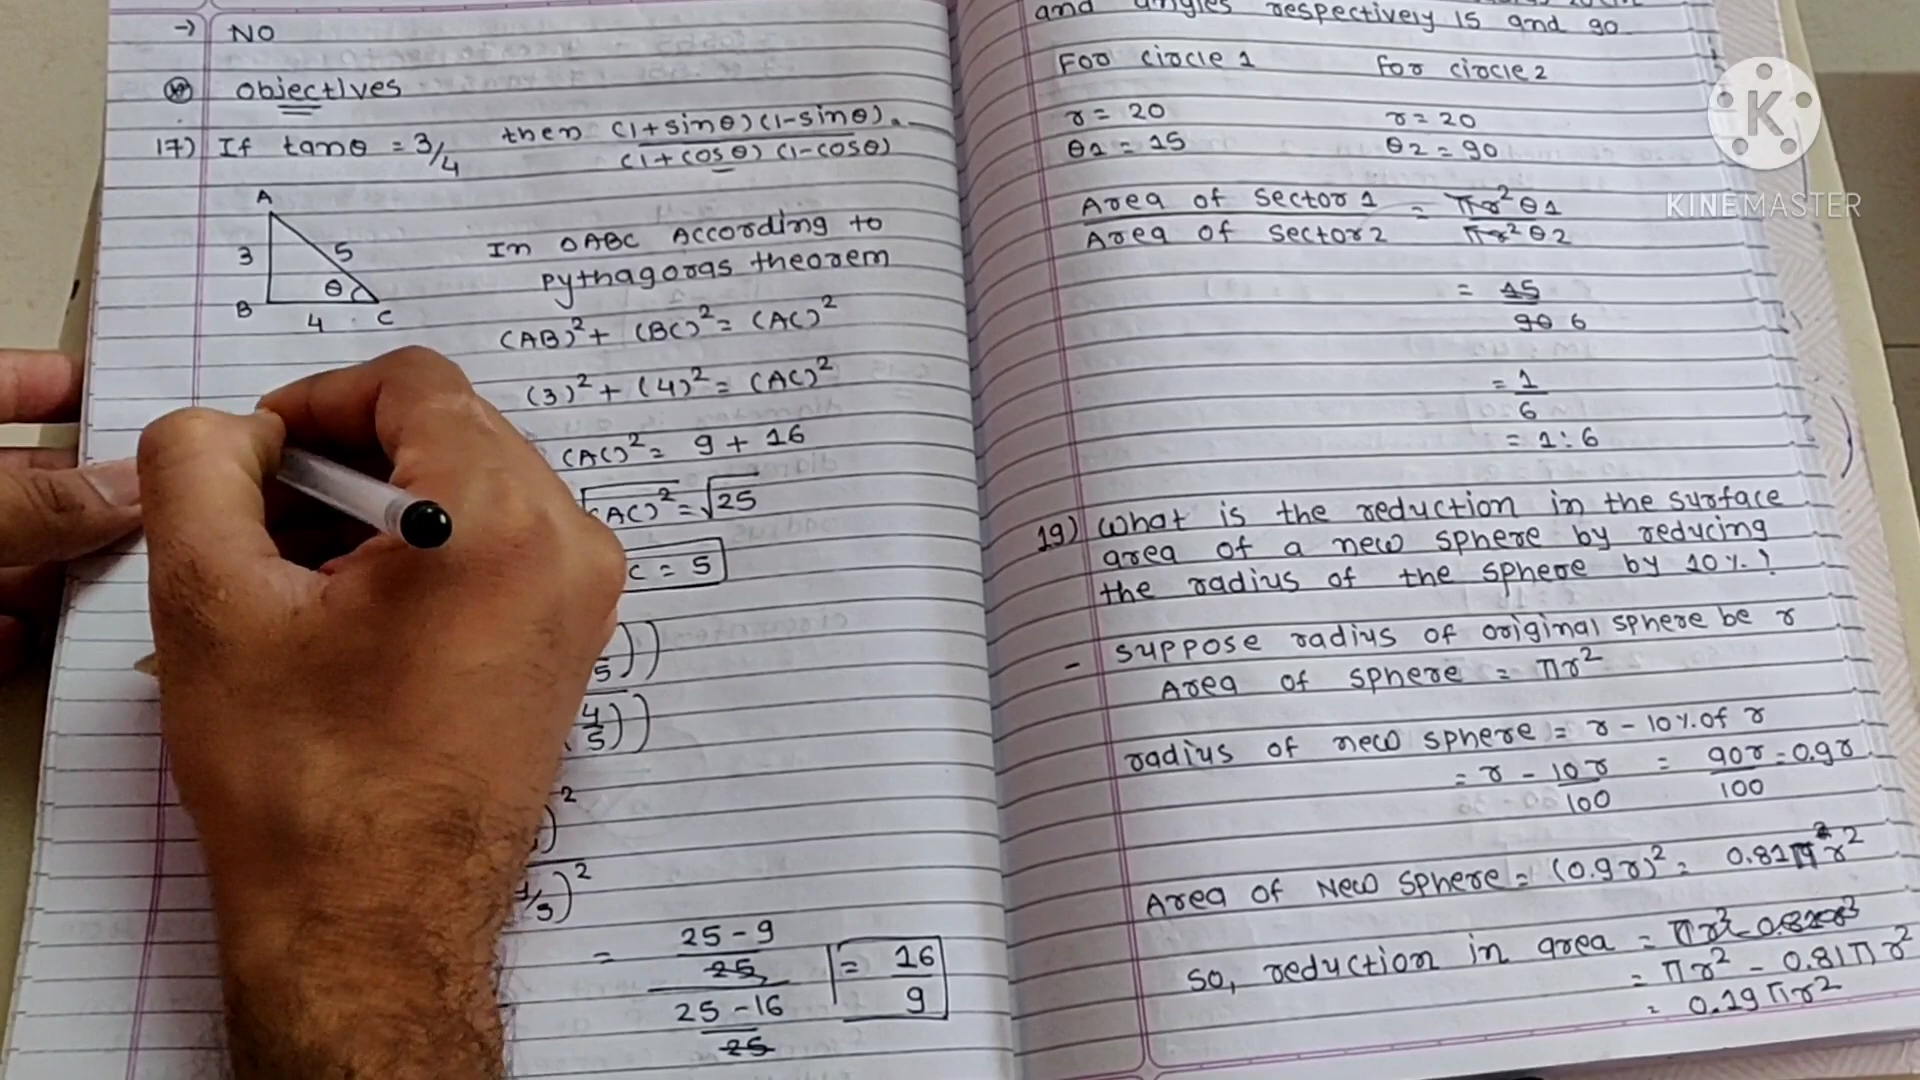 →) NO
Objectives
17) If tanθ = 3/4 then (1+sinθ)(1-sinθ)
(1+cosθ)(1-cosθ)
A
3
5
θ
B
4
C
In △ABC According to
pythagoras theorem
(AB)² + (BC)² = (AC)²
(3)² + (4)² = (AC)²
(AC)² = 9 + 16
√(AC)² = √25
C = 5
5))
4/5))
)²
/5)²
= 25-9
25
25-16
25
= 16
9
and angles respectively 15 and 90
For circle 1
For circle 2
r = 20
r = 20
θ1 = 15
θ2 = 90
Area of sector 1 = πr²θ1
Area of sector 2 πr²θ2
= 15
90 6
= 1
6
= 1:6
19) What is the reduction in the surface
area of a new sphere by reducing
the radius of the sphere by 10%?
- suppose radius of original sphere be r
Area of sphere = πr²
radius of new sphere = r - 10% of r
= r - 10r = 90r = 0.9r
100 100
Area of New sphere = (0.9r)² = 0.81πr²
So, reduction in area =
= πr² - 0.81πr²
= 0.19πr²
K
KINEMASTER